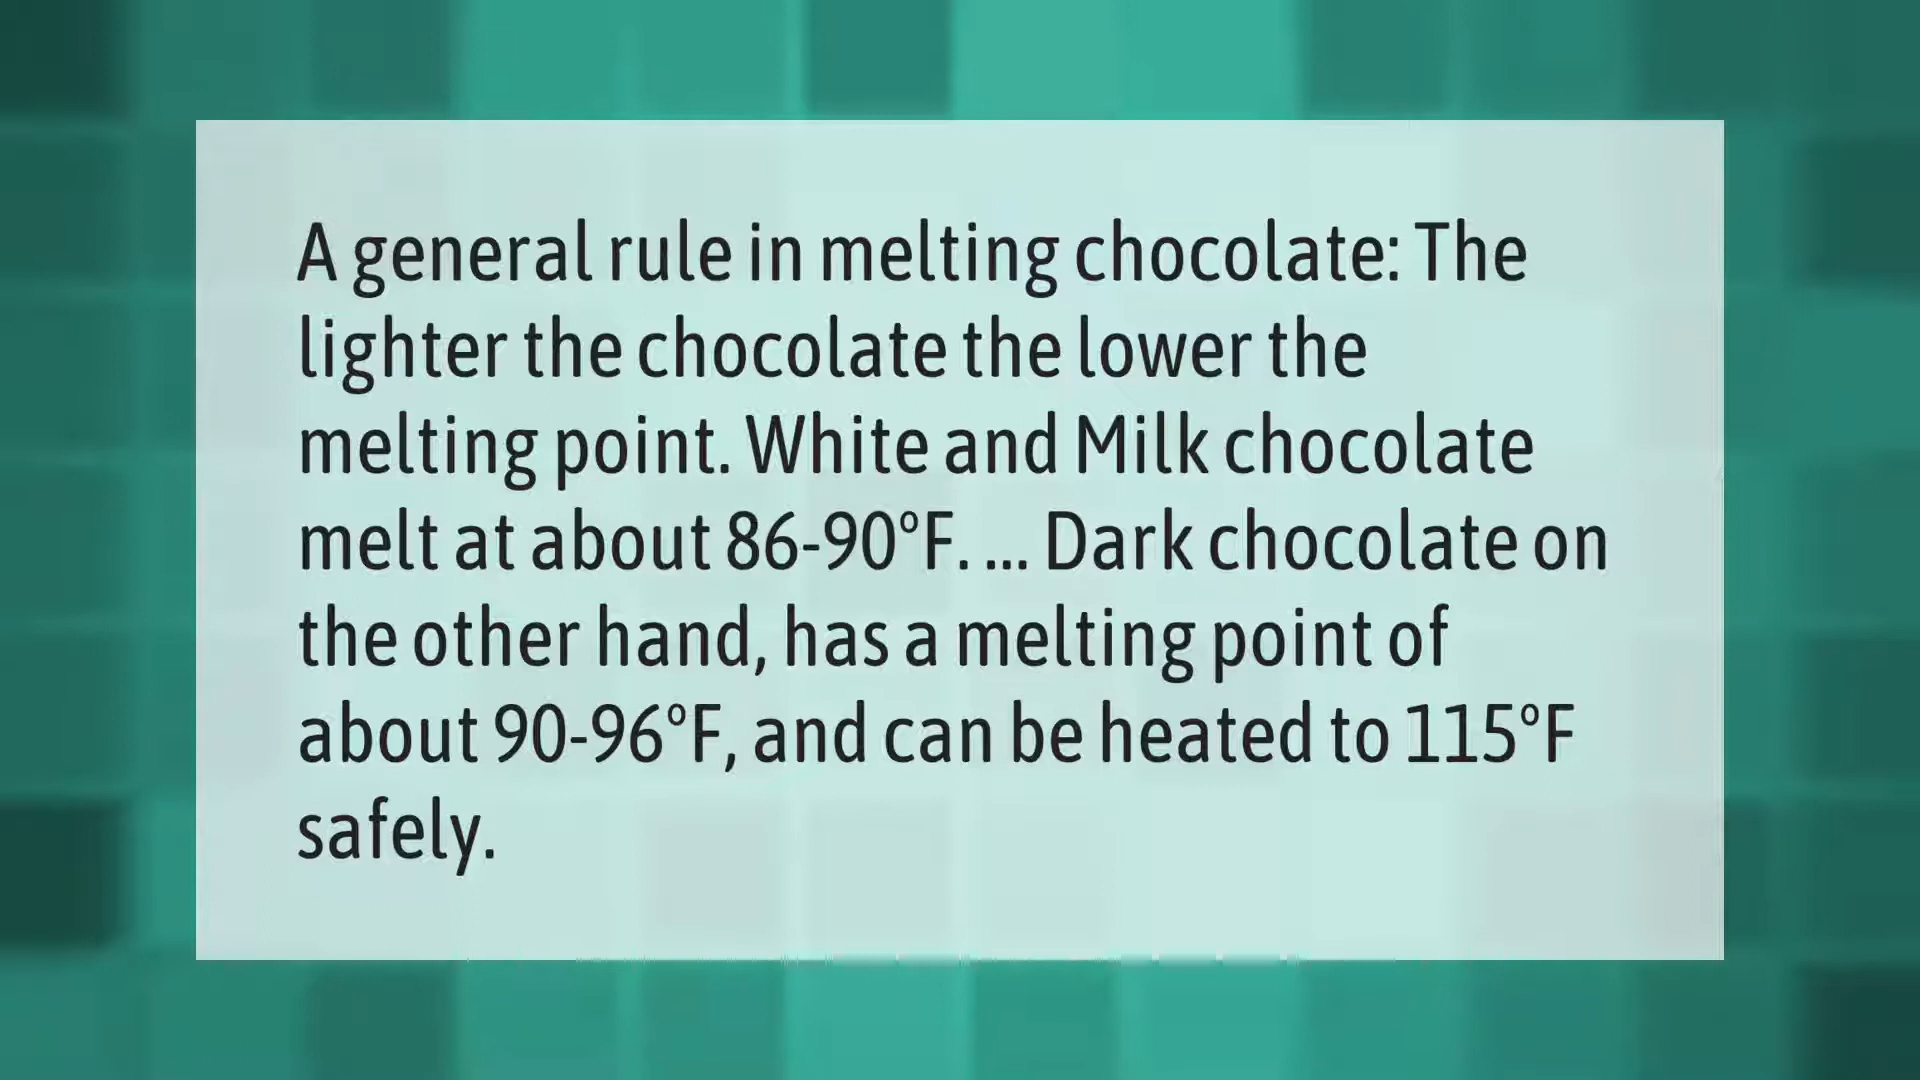 A general rule in melting chocolate: The
lighter the chocolate the lower the
melting point. White and Milk chocolate
melt at about 86-90°F. ... Dark chocolate on
the other hand, has a melting point of
about 90-96°F, and can be heated to 115°F
safely.